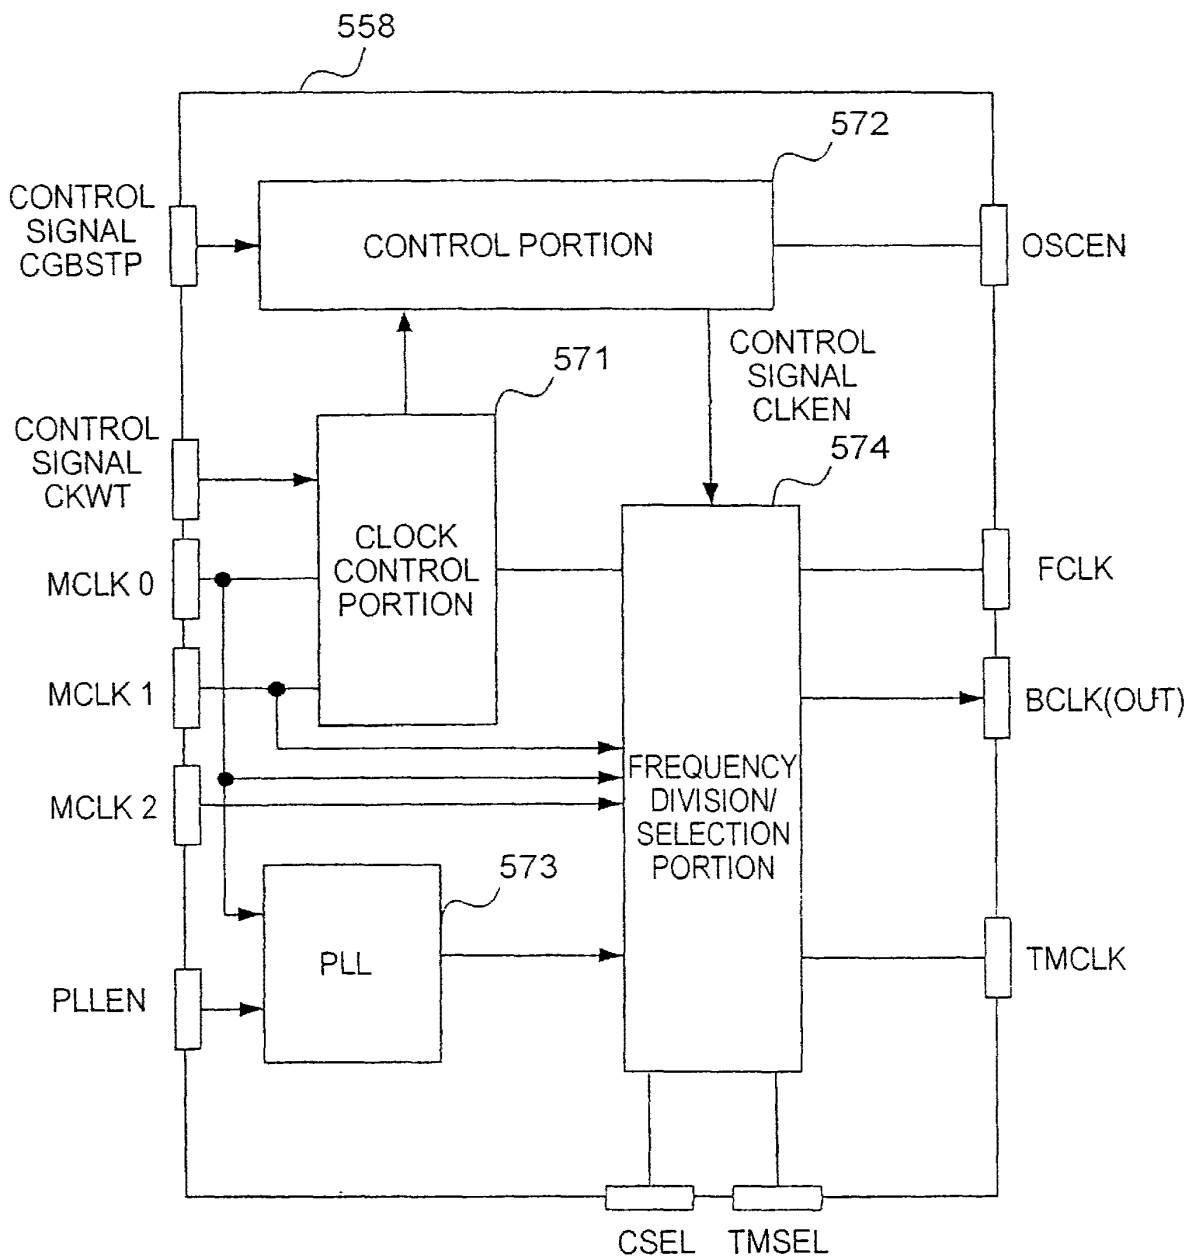 558
572
CONTROL
SIGNAL
CGBSTP
CONTROL PORTION
OSCEN
571
CONTROL
SIGNAL
CLKEN
574
CONTROL
SIGNAL
CKWT
CLOCK
CONTROL
PORTION
MCLK 0
FCLK
MCLK 1
BCLK(OUT)
MCLK 2
FREQUENCY
DIVISION/
SELECTION
PORTION
573
PLL
TMCLK
PLLEN
CSEL
TMSEL